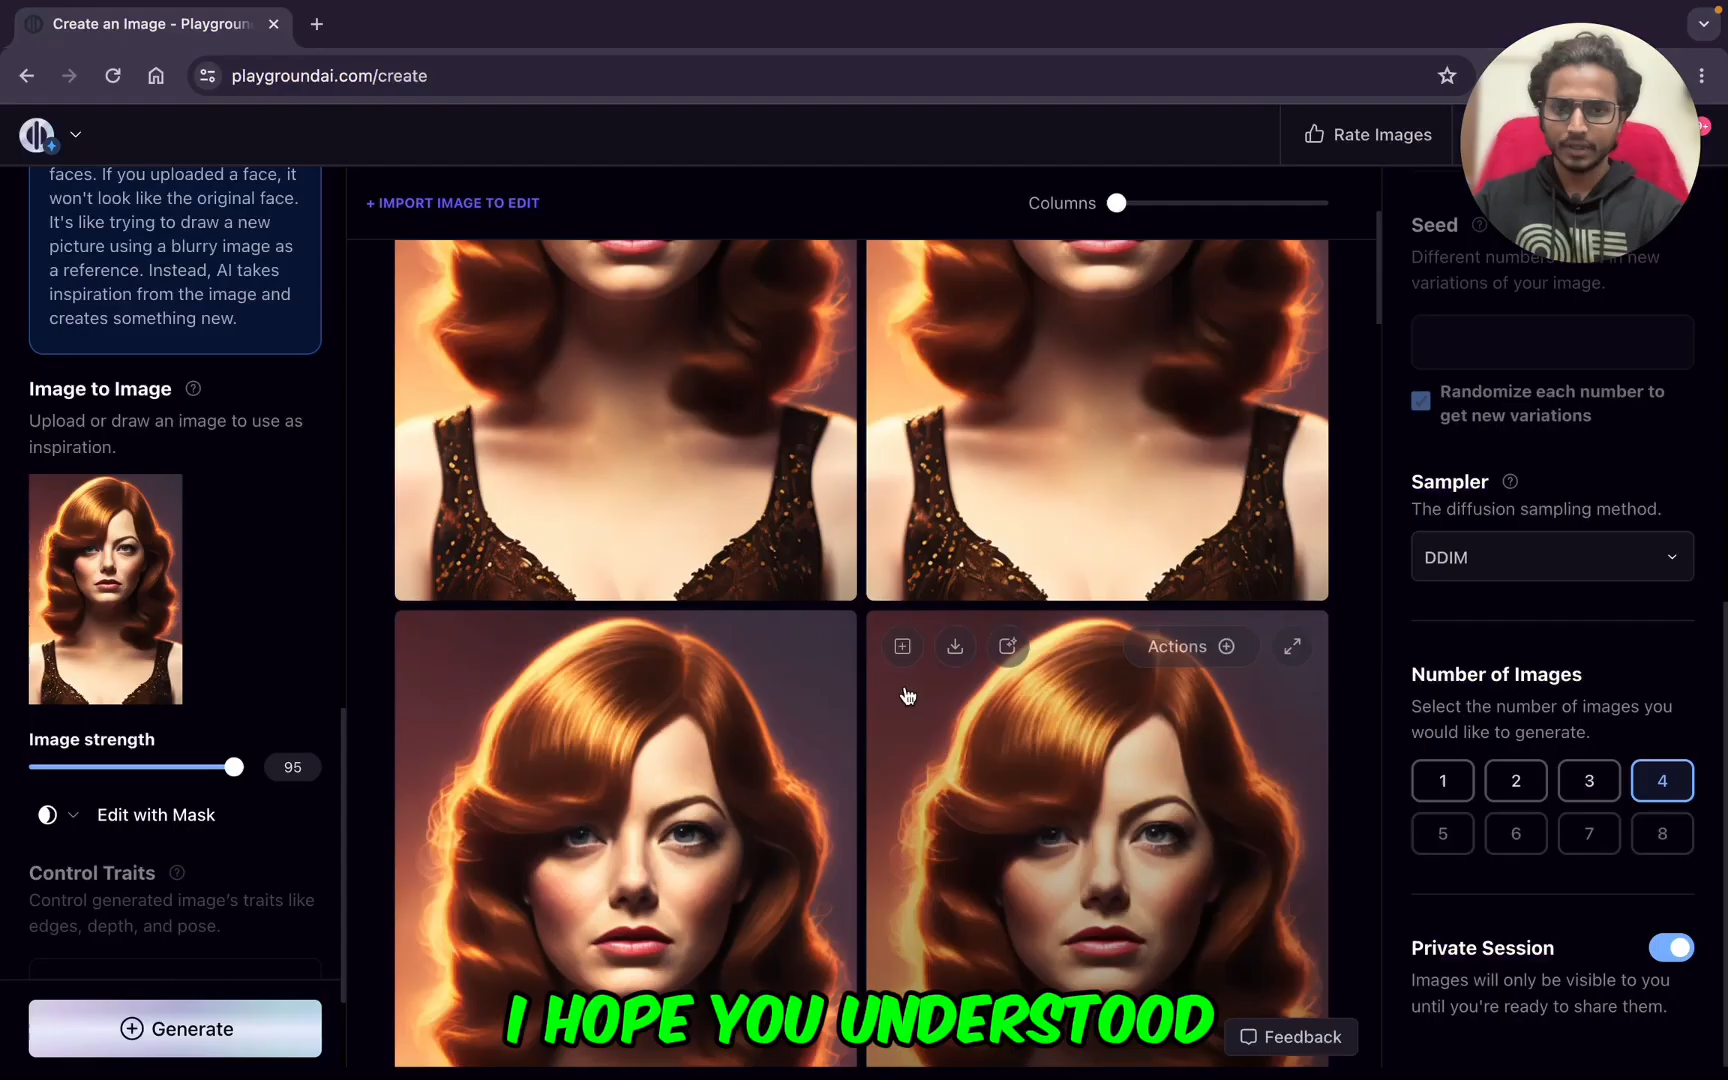 Create an Image - Playgroun
playgroundai.com/create
Rate Images
9+
faces. If you uploaded a face, it
won't look like the original face.
It's like trying to draw a new
picture using a blurry image as
a reference. Instead, AI takes
inspiration from the image and
creates something new.
Image to Image
Upload or draw an image to use as
inspiration.
Image strength
95
Edit with Mask
Control Traits
Control generated image's traits like
edges, depth, and pose.
Generate
+ IMPORT IMAGE TO EDIT
Columns
Actions
I HOPE YOU UNDERSTOOD
Feedback
Seed
Different numbers
new
variations of your image.
Randomize each number to
get new variations
Sampler
The diffusion sampling method.
DDIM
Number of Images
Select the number of images you
would like to generate.
1 2 3 4
5 6 7 8
Private Session
Images will only be visible to you
until you're ready to share them.